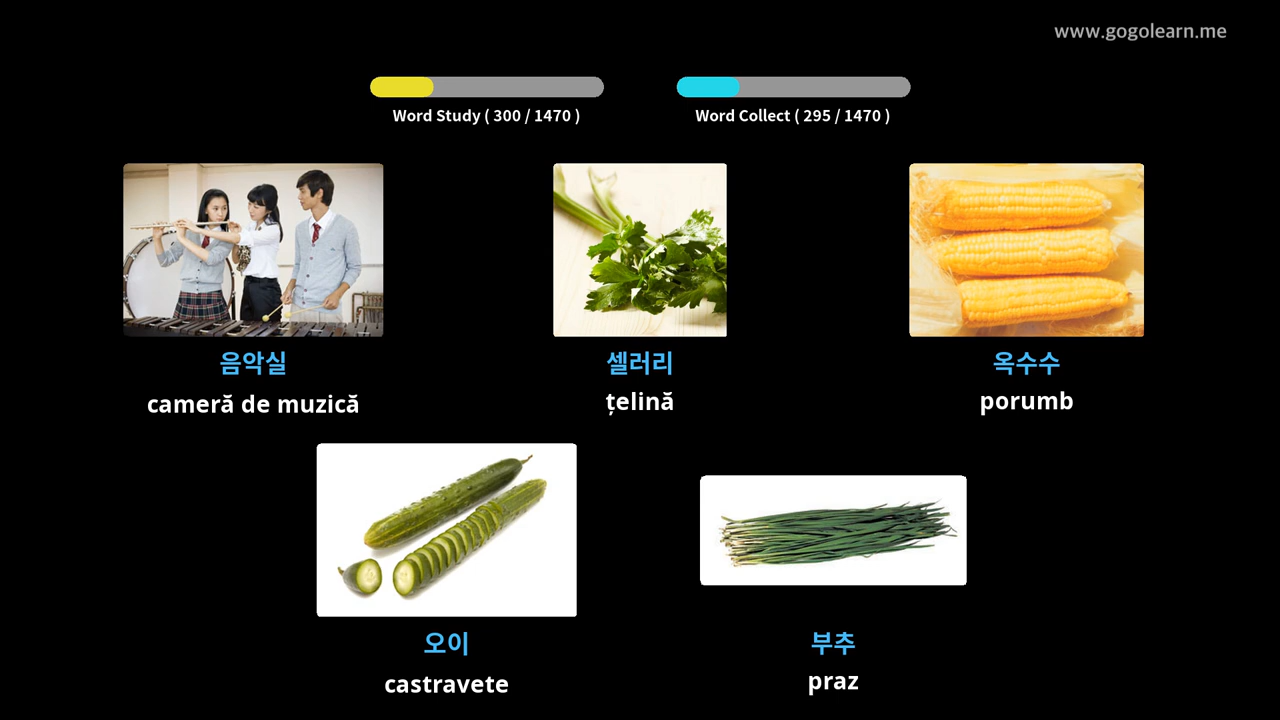 www.gogolearn.me
Word Study ( 300 / 1470 )
Word Collect ( 295 / 1470 )
음악실
셀러리
옥수수
cameră de muzică
țelină
porumb
오이
부추
castravete
praz